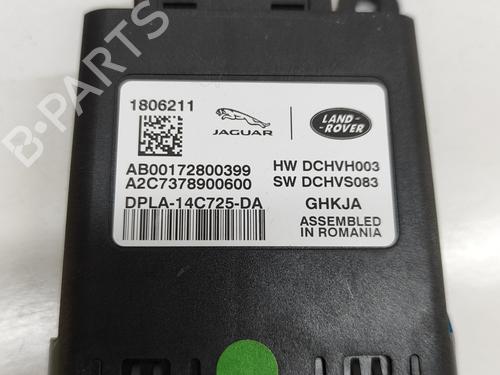 B-PARTS
1806211
JAGUAR
LAND-
ROVER
AB00172800399
HW DCHVH003
A2C7378900600
SW DCHVS083
DPLA-14C725-DA
GHKJA
ASSEMBLED
IN ROMANIA